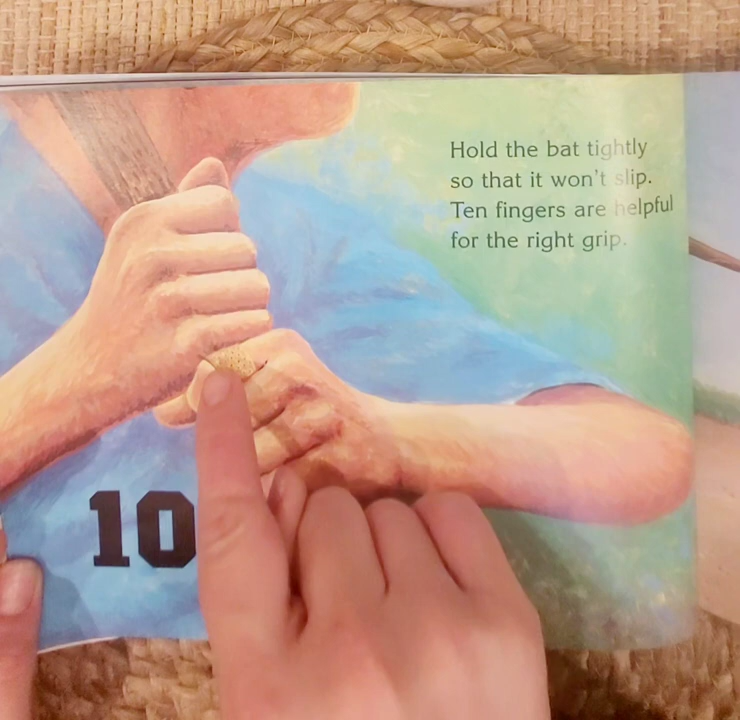 Hold the bat tightly
so that it won't slip.
Ten fingers are helpful
for the right grip.
10